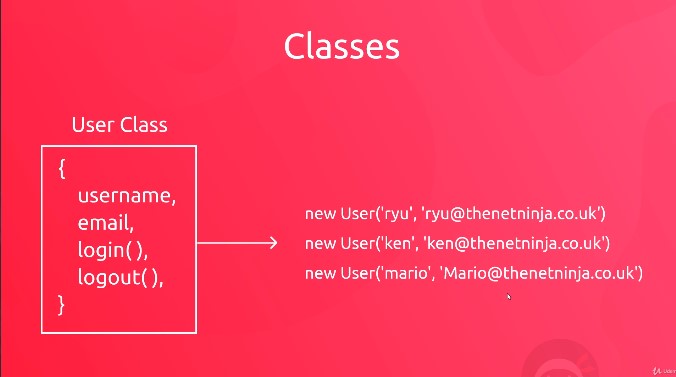 Classes
User Class
{
username,
email,
login( ),
logout( ),
}
new User('ryu', 'ryu@thenetninja.co.uk')
new User('ken', 'ken@thenetninja.co.uk')
new User('mario', 'Mario@thenetninja.co.uk')